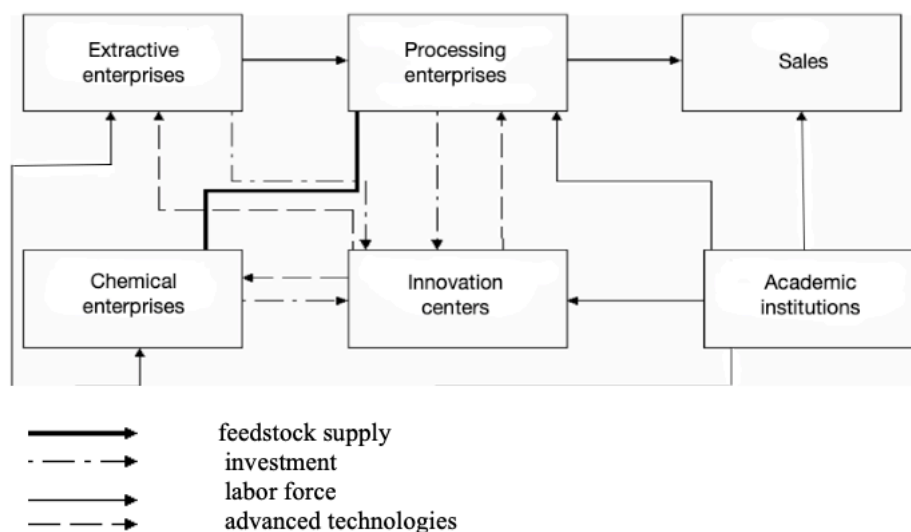 Extractive
enterprises
Processing
enterprises
Sales
Chemical
enterprises
Innovation
centers
Academic
institutions
feedstock supply
investment
labor force
advanced technologies